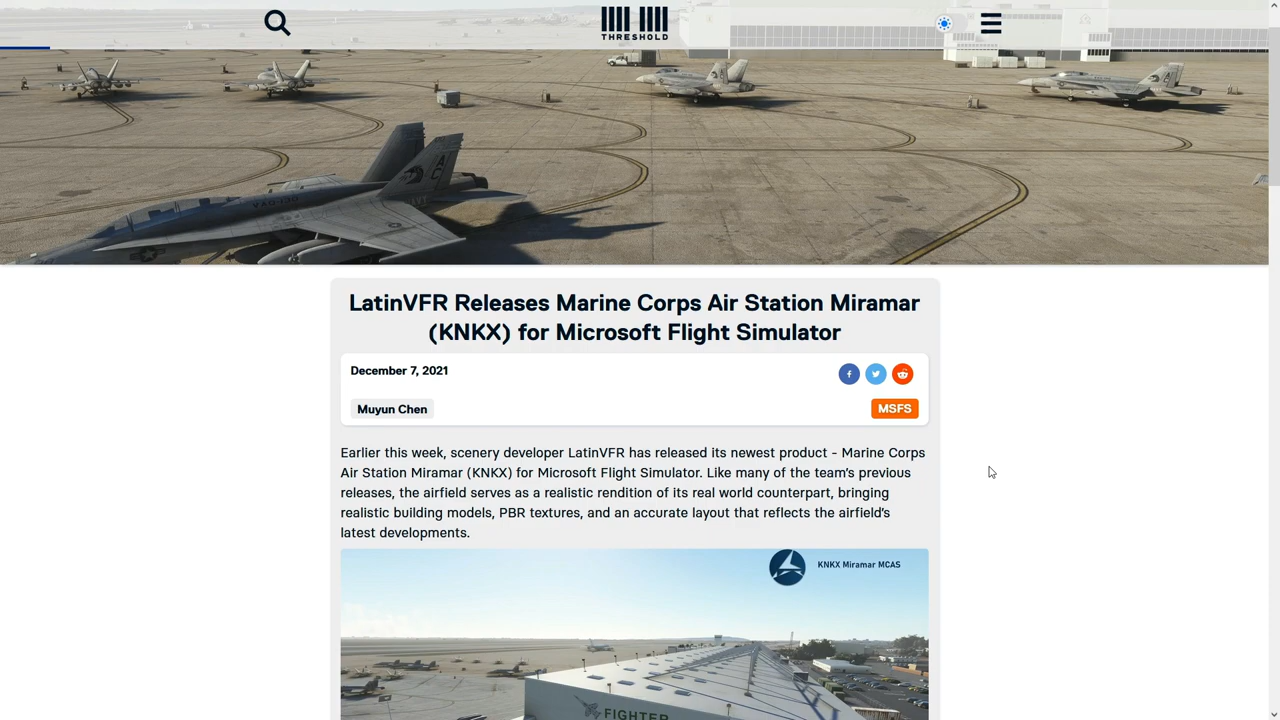 THRESHOLD
LatinVFR Releases Marine Corps Air Station Miramar
(KNKX) for Microsoft Flight Simulator
December 7, 2021
Muyun Chen
MSFS
Earlier this week, scenery developer LatinVFR has released its newest product - Marine Corps
Air Station Miramar (KNKX) for Microsoft Flight Simulator. Like many of the team's previous
releases, the airfield serves as a realistic rendition of its real world counterpart, bringing
realistic building models, PBR textures, and an accurate layout that reflects the airfield's
latest developments.
KNKX Miramar MCAS
FIGHTER